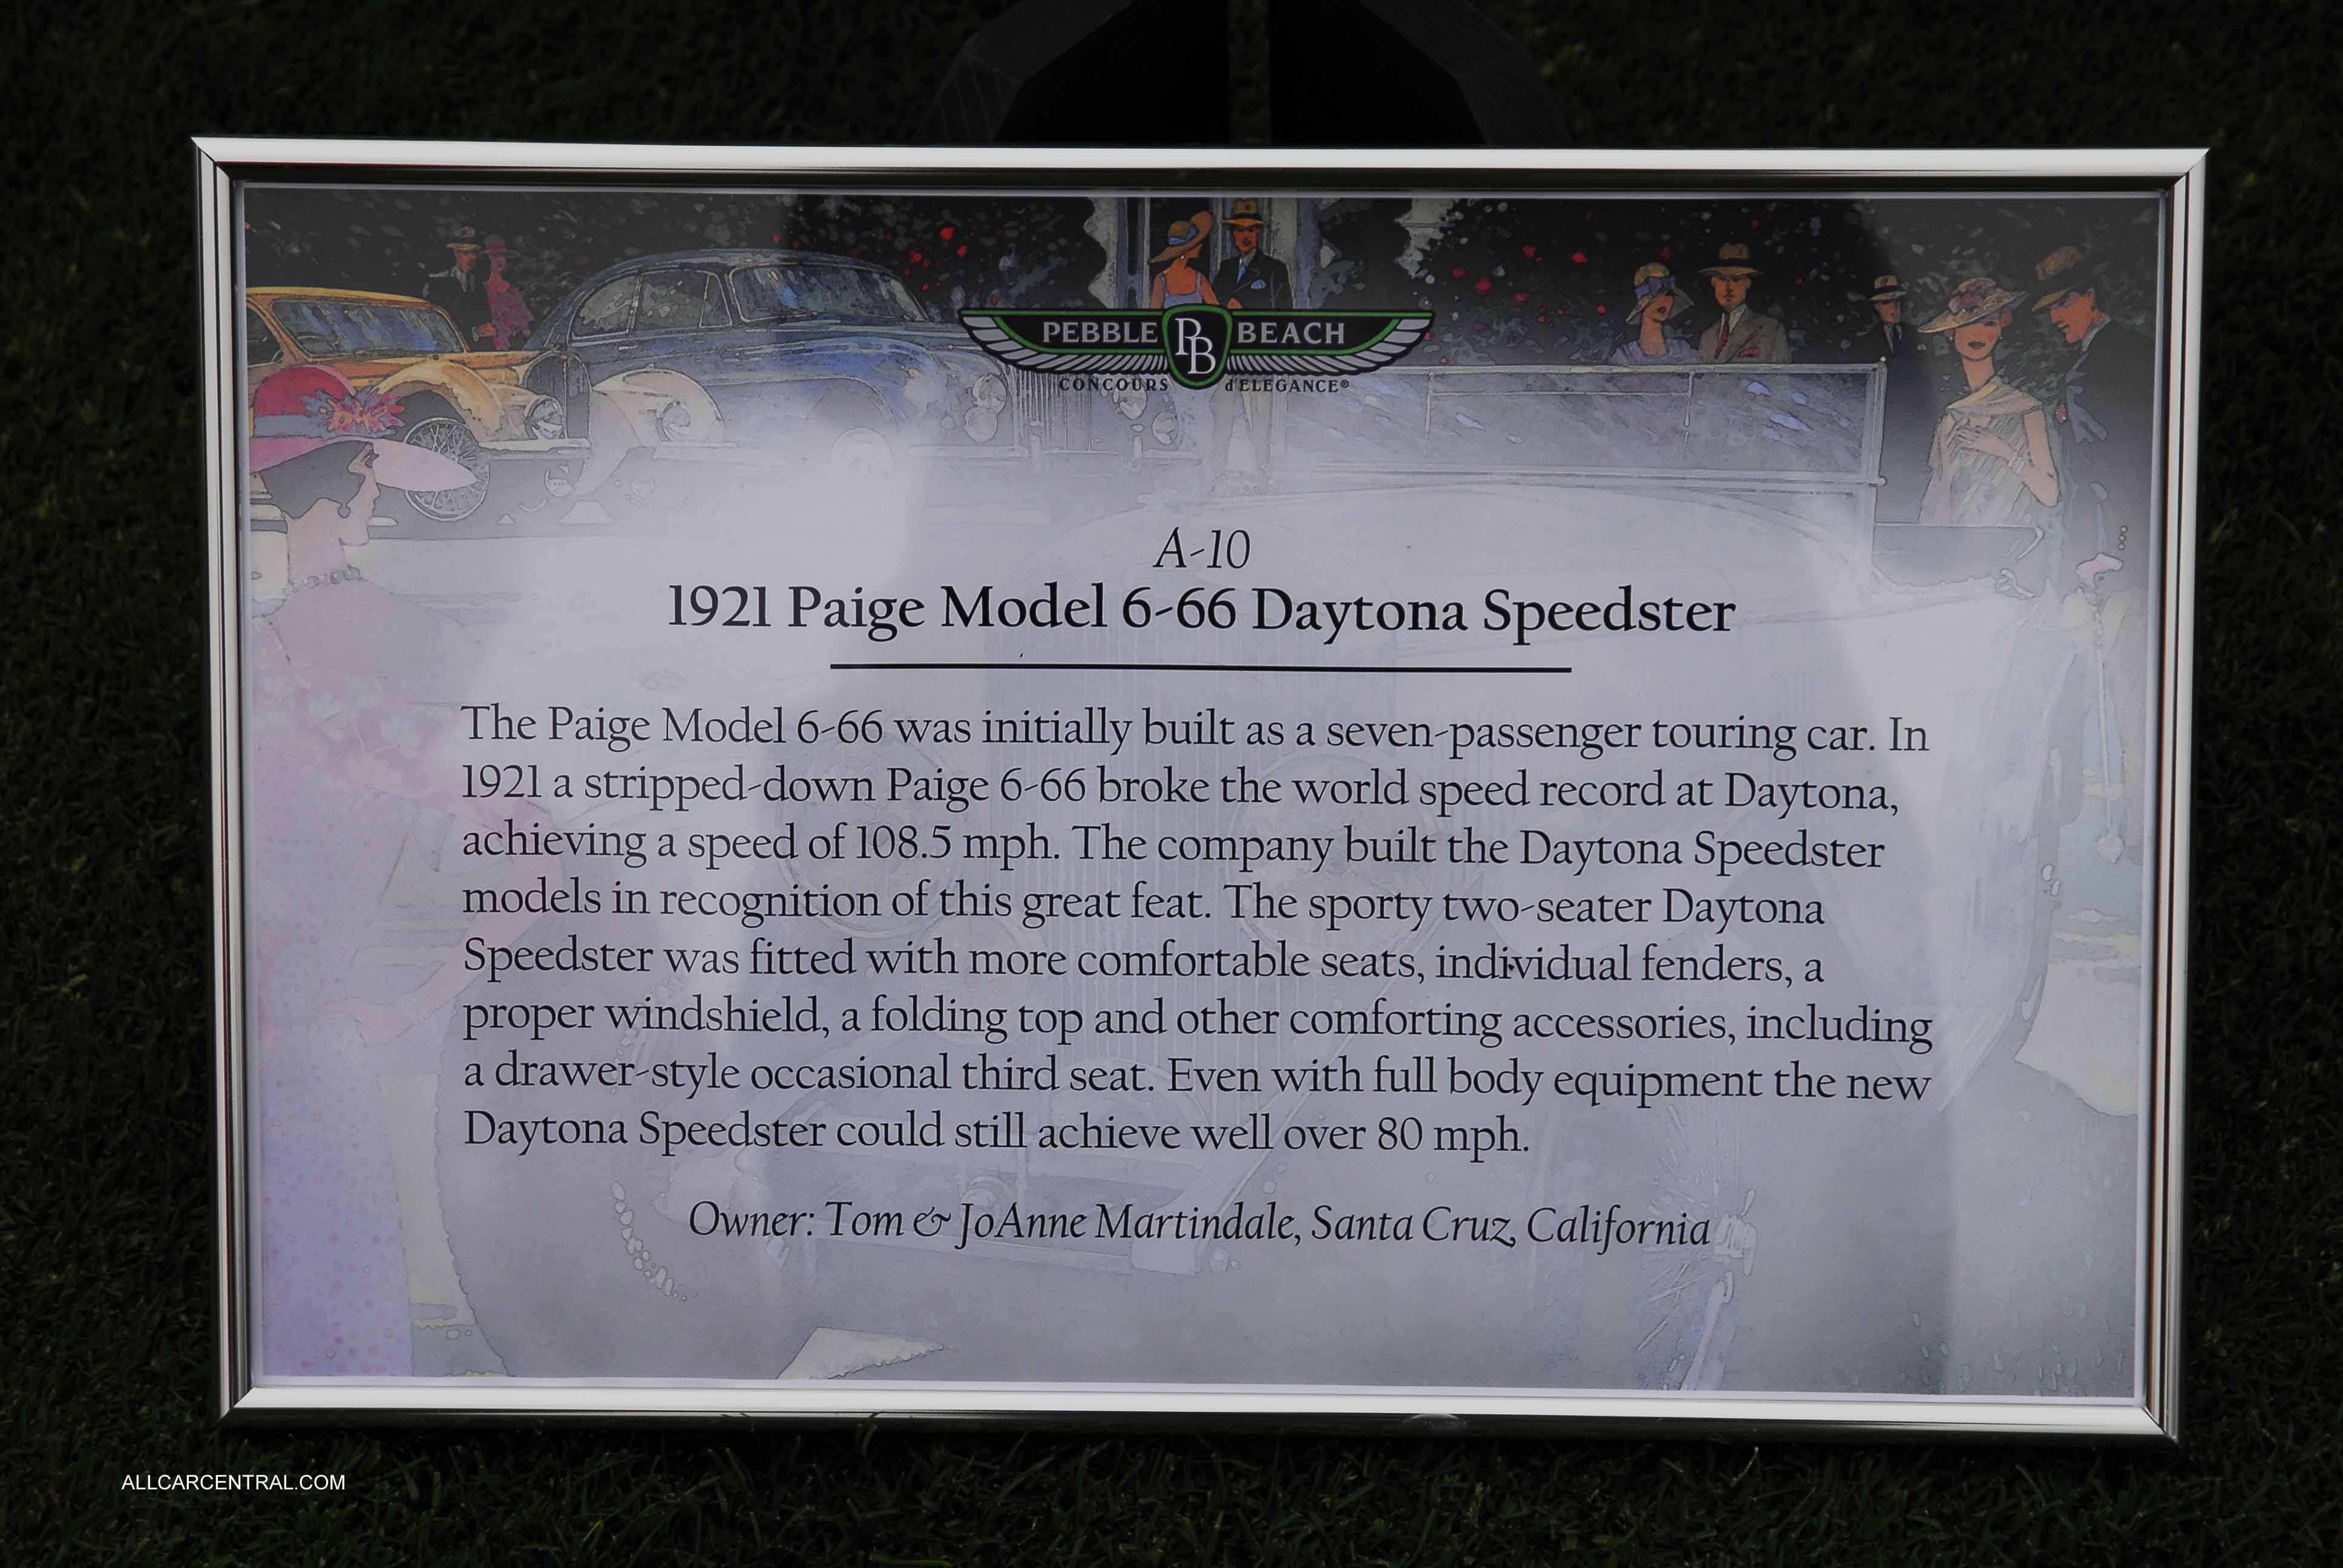 PEBBLE PB BEACH
CONCOURS d'ELEGANCE®
A-10
1921 Paige Model 6-66 Daytona Speedster
The Paige Model 6-66 was initially built as a seven-passenger touring car. In
1921 a stripped-down Paige 6-66 broke the world speed record at Daytona,
achieving a speed of 108.5 mph. The company built the Daytona Speedster
models in recognition of this great feat. The sporty two-seater Daytona
Speedster was fitted with more comfortable seats, individual fenders, a
proper windshield, a folding top and other comforting accessories, including
a drawer-style occasional third seat. Even with full body equipment the new
Daytona Speedster could still achieve well over 80 mph.
Owner: Tom & JoAnne Martindale, Santa Cruz, California
ALLCARCENTRAL.COM